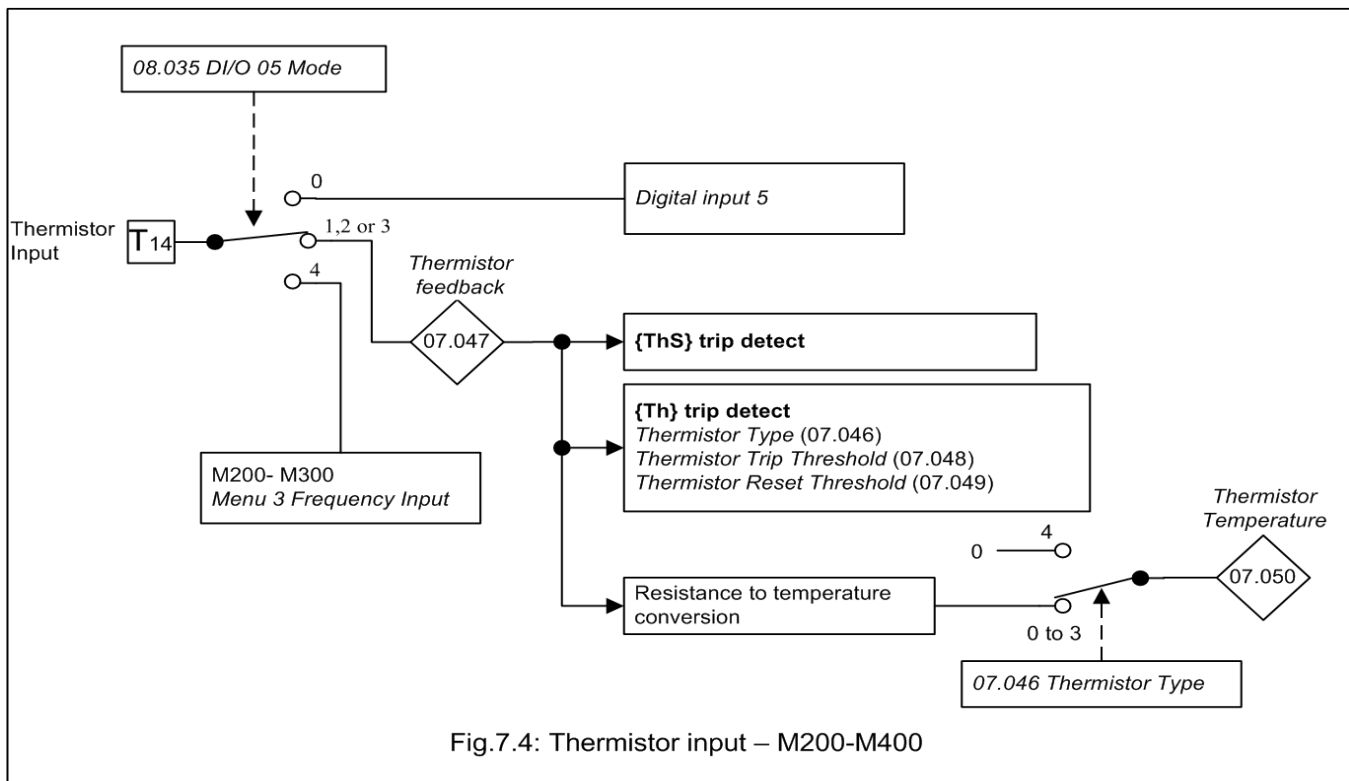 08.035 DI/O 05 Mode
0
Digital input 5
Thermistor
Input
T14
1,2 or 3
4
Thermistor
feedback
07.047
{ThS} trip detect
{Th} trip detect
Thermistor Type (07.046)
Thermistor Trip Threshold (07.048)
Thermistor Reset Threshold (07.049)
M200- M300
Menu 3 Frequency Input
Thermistor
Temperature
4
0
07.050
Resistance to temperature
conversion
0 to 3
07.046 Thermistor Type
Fig.7.4: Thermistor input – M200-M400